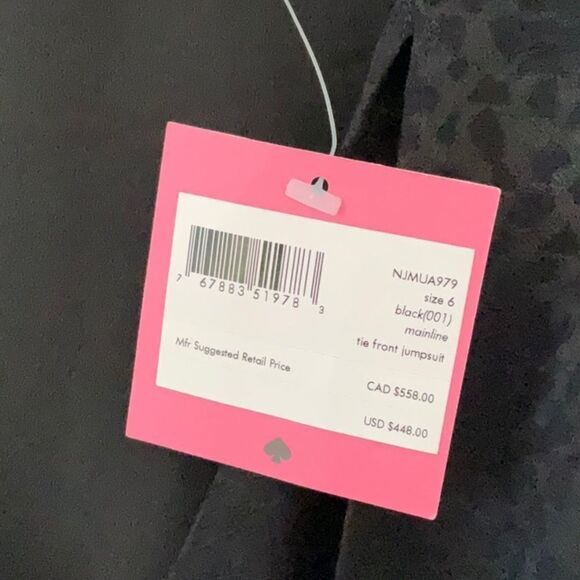 NJMUA979
size 6
black(001)
mainline
tie front jumpsuit
7 67883 51978 3
Mfr Suggested Retail Price
CAD $558.00
USD $448.00